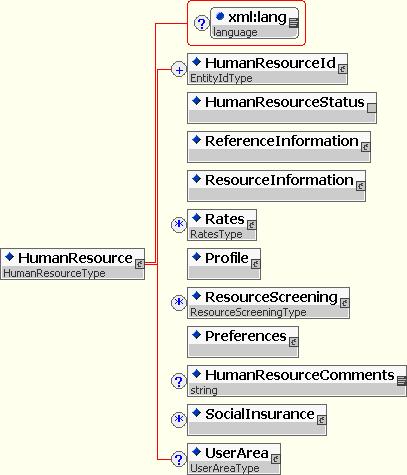 ? xml:lang
language
+ HumanResourceId
EntityIdType
HumanResourceStatus
ReferenceInformation
ResourceInformation
* Rates
RatesType
HumanResource
HumanResourceType
Profile
* ResourceScreening
ResourceScreeningType
Preferences
? HumanResourceComments
string
* SocialInsurance
? UserArea
UserAreaType